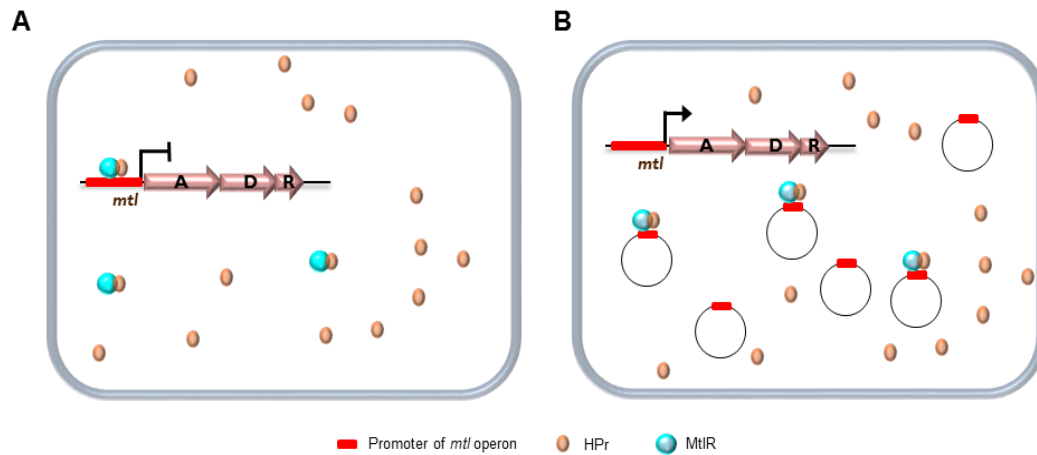 A
B
A D R
mtl
A D R
mtl
Promoter of mtl operon
HPr
MtlR